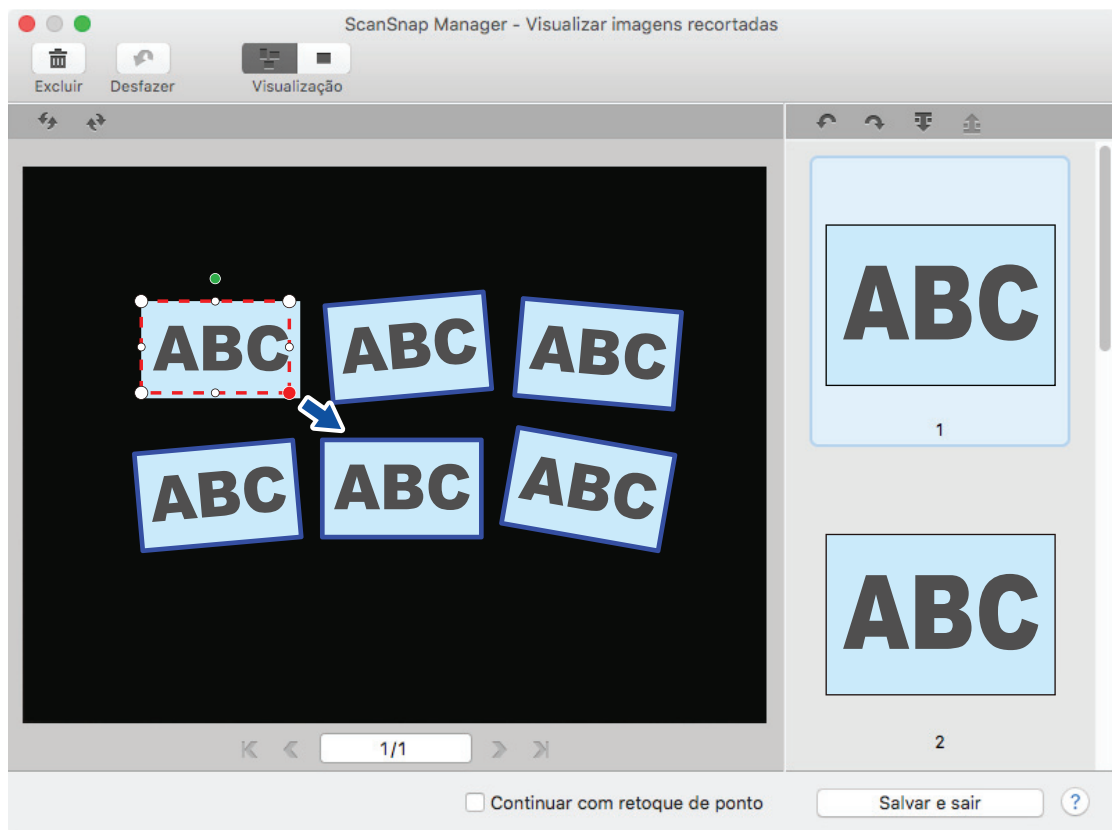 ScanSnap Manager - Visualizar imagens recortadas
Excluir Desfazer Visualização
ABC ABC ABC
ABC ABC ABC
1/1
ABC
1
ABC
2
Continuar com retoque de ponto Salvar e sair ?